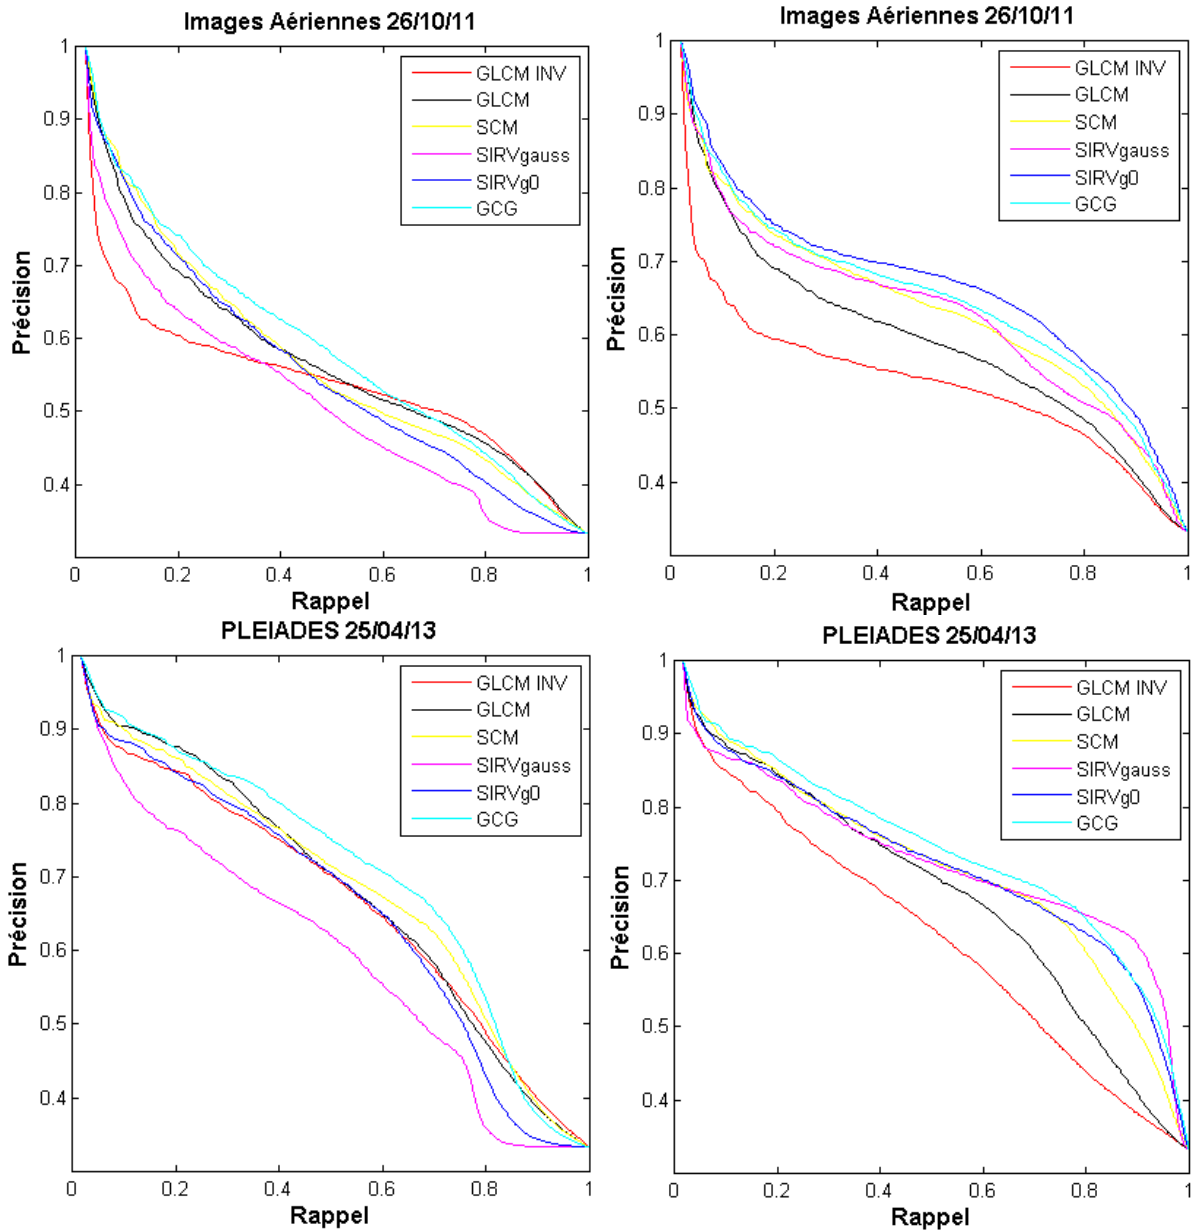 Images Aériennes 26/10/11
1
0.9
0.8
0.7
0.6
0.5
0.4
0
0.2
0.4
0.6
0.8
1
Précision
Rappel
GLCM INV
GLCM
SCM
SIRVgauss
SIRVg0
GCG
Images Aériennes 26/10/11
1
0.9
0.8
0.7
0.6
0.5
0.4
0
0.2
0.4
0.6
0.8
1
Précision
Rappel
GLCM INV
GLCM
SCM
SIRVgauss
SIRVg0
GCG
PLEIADES 25/04/13
1
0.9
0.8
0.7
0.6
0.5
0.4
0
0.2
0.4
0.6
0.8
1
Précision
Rappel
GLCM INV
GLCM
SCM
SIRVgauss
SIRVg0
GCG
PLEIADES 25/04/13
1
0.9
0.8
0.7
0.6
0.5
0.4
0
0.2
0.4
0.6
0.8
1
Précision
Rappel
GLCM INV
GLCM
SCM
SIRVgauss
SIRVg0
GCG